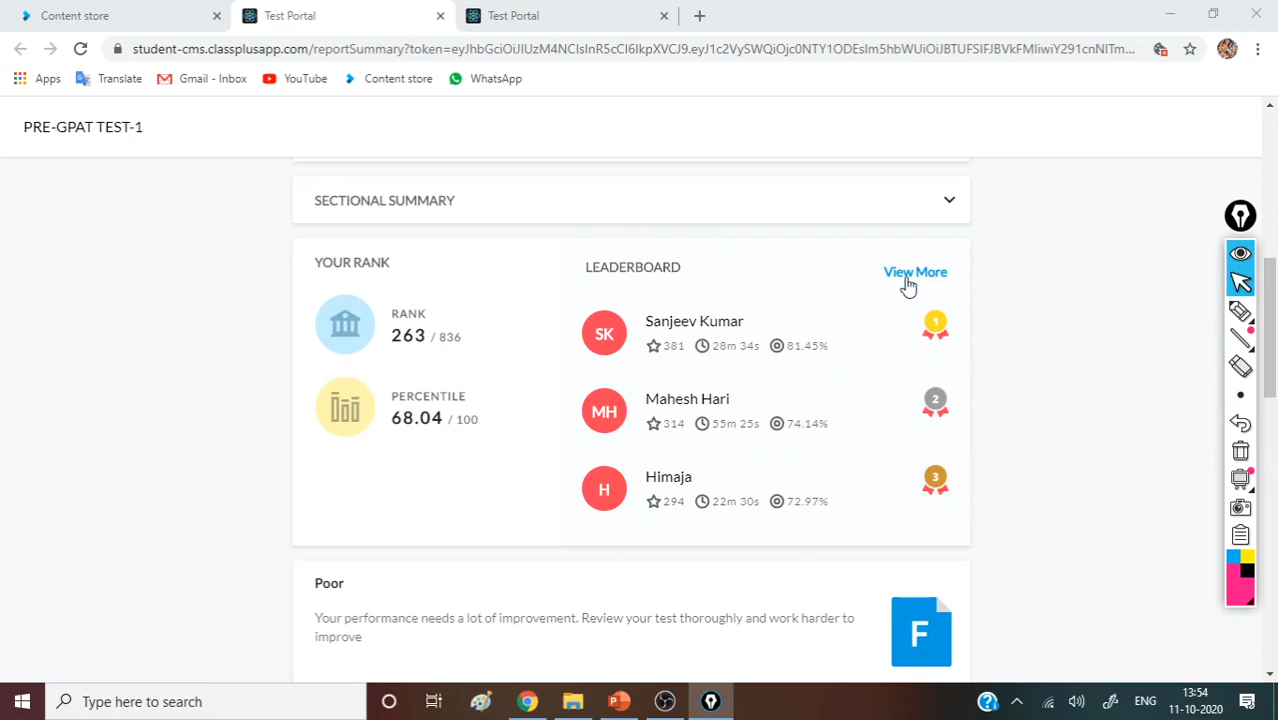 Content store
Test Portal
Test Portal
student-cms.classplusapp.com/reportSummary?token=
Apps
Translate
Gmail - Inbox
YouTube
Content store
WhatsApp
PRE-GPAT TEST-1
SECTIONAL SUMMARY
YOUR RANK
RANK
263 / 836
PERCENTILE
68.04 / 100
LEADERBOARD
View More
SK
Sanjeev Kumar
381 28m 34s 81.45%
1
MH
Mahesh Hari
314 55m 25s 74.14%
2
H
Himaja
294 22m 30s 72.97%
3
Poor
Your performance needs a lot of improvement. Review your test thoroughly and work harder to
improve
F
Type here to search
ENG
13:54
11-10-2020